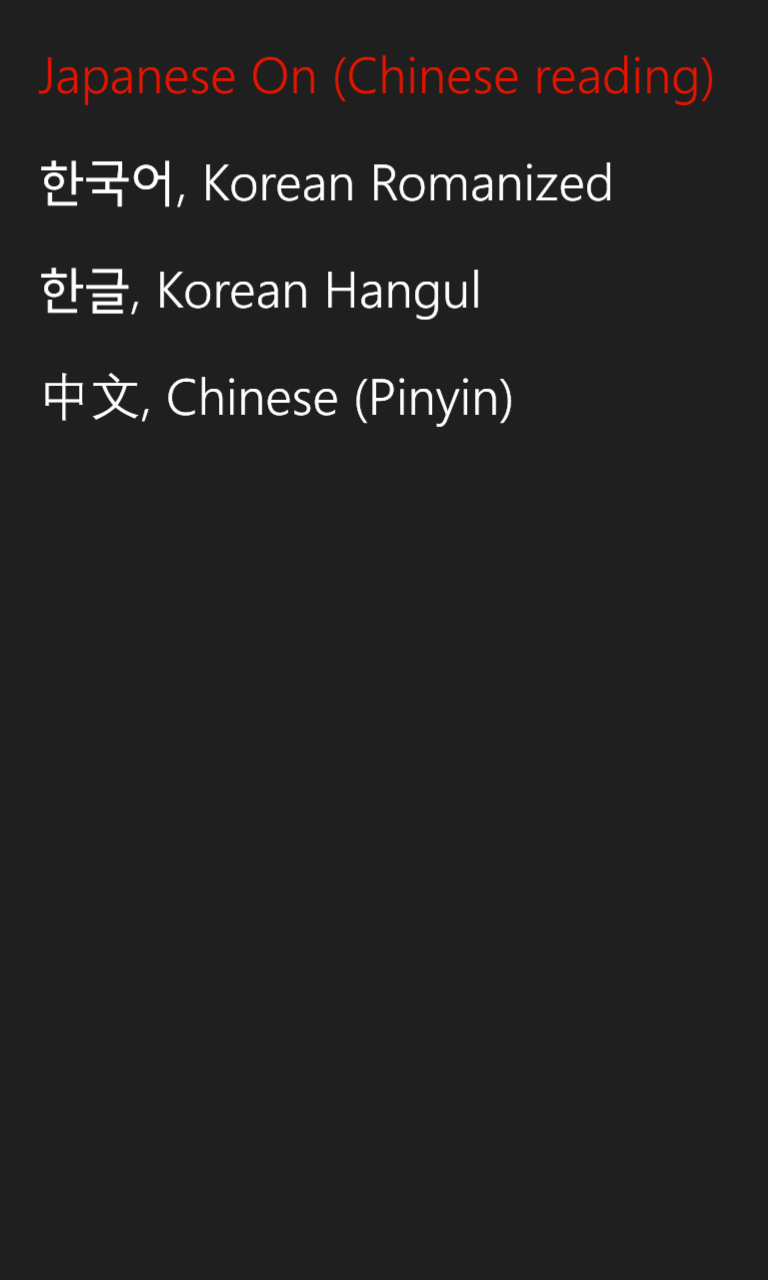 Japanese On (Chinese reading)
한국어, Korean Romanized
한글, Korean Hangul
中文, Chinese (Pinyin)